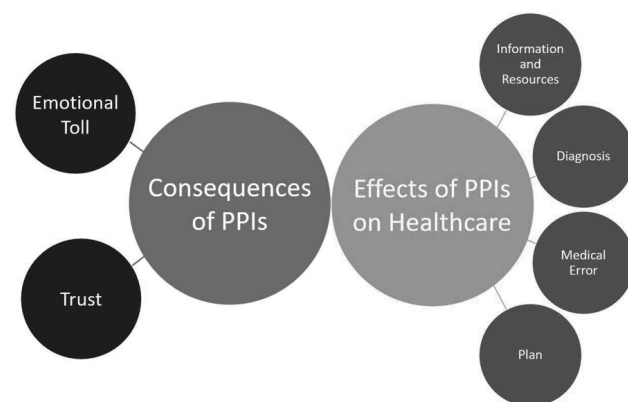 Emotional
Toll
Trust
Consequences
of PPIs
Effects of PPIs
on Healthcare
Information
and
Resources
Diagnosis
Medical
Error
Plan